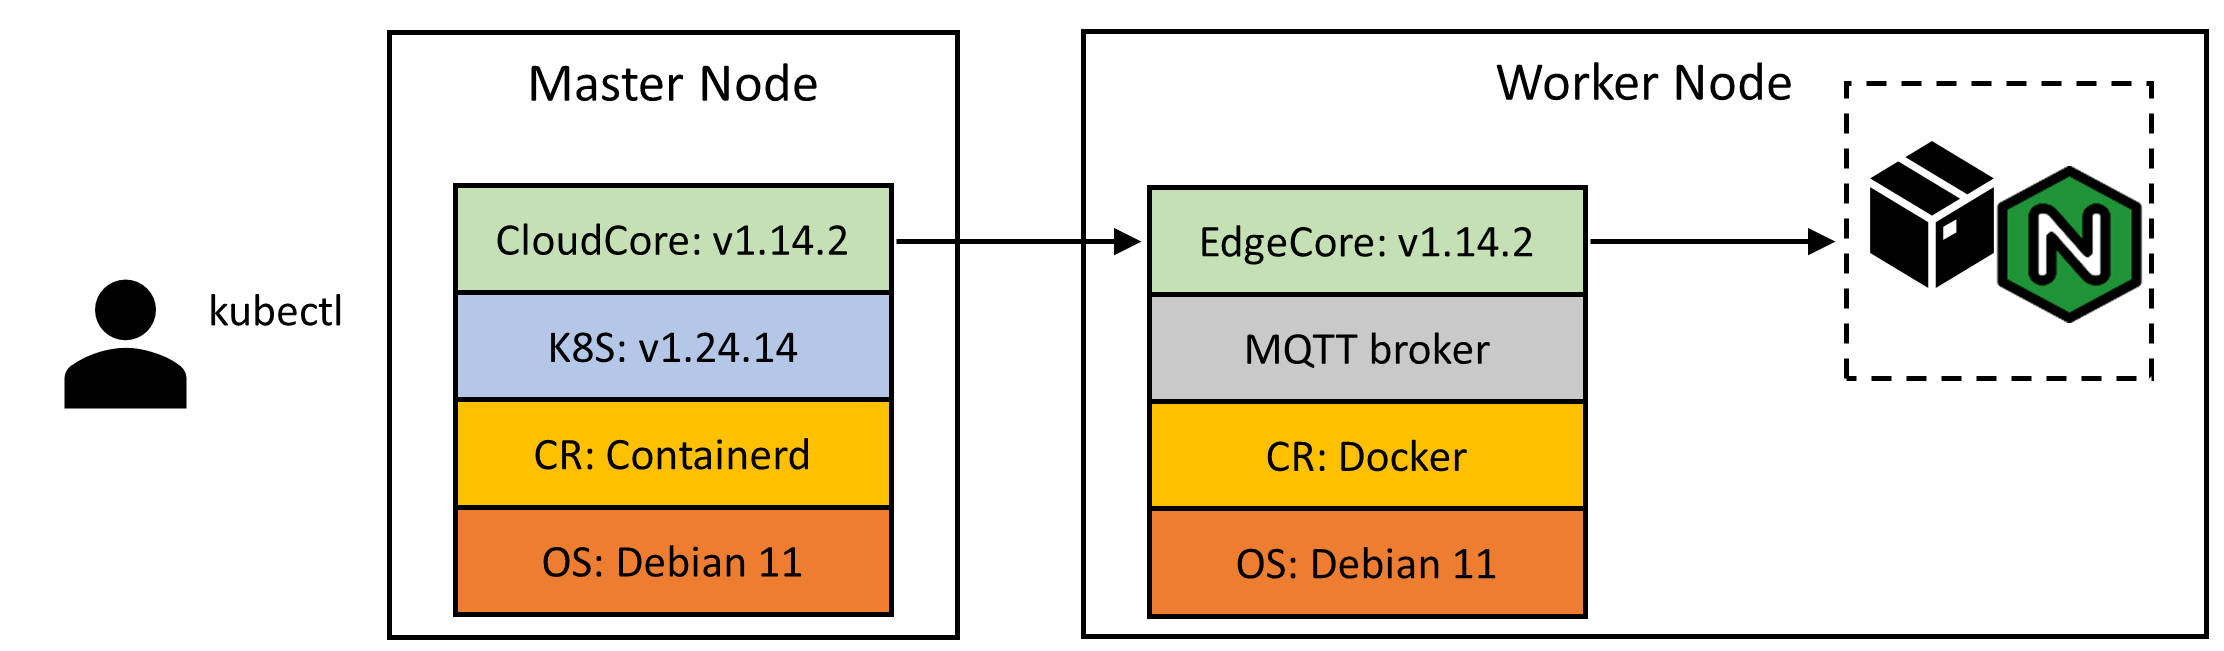 kubectl
Master Node
CloudCore: v1.14.2
K8S: v1.24.14
CR: Containerd
OS: Debian 11
Worker Node
EdgeCore: v1.14.2
MQTT broker
CR: Docker
OS: Debian 11
N